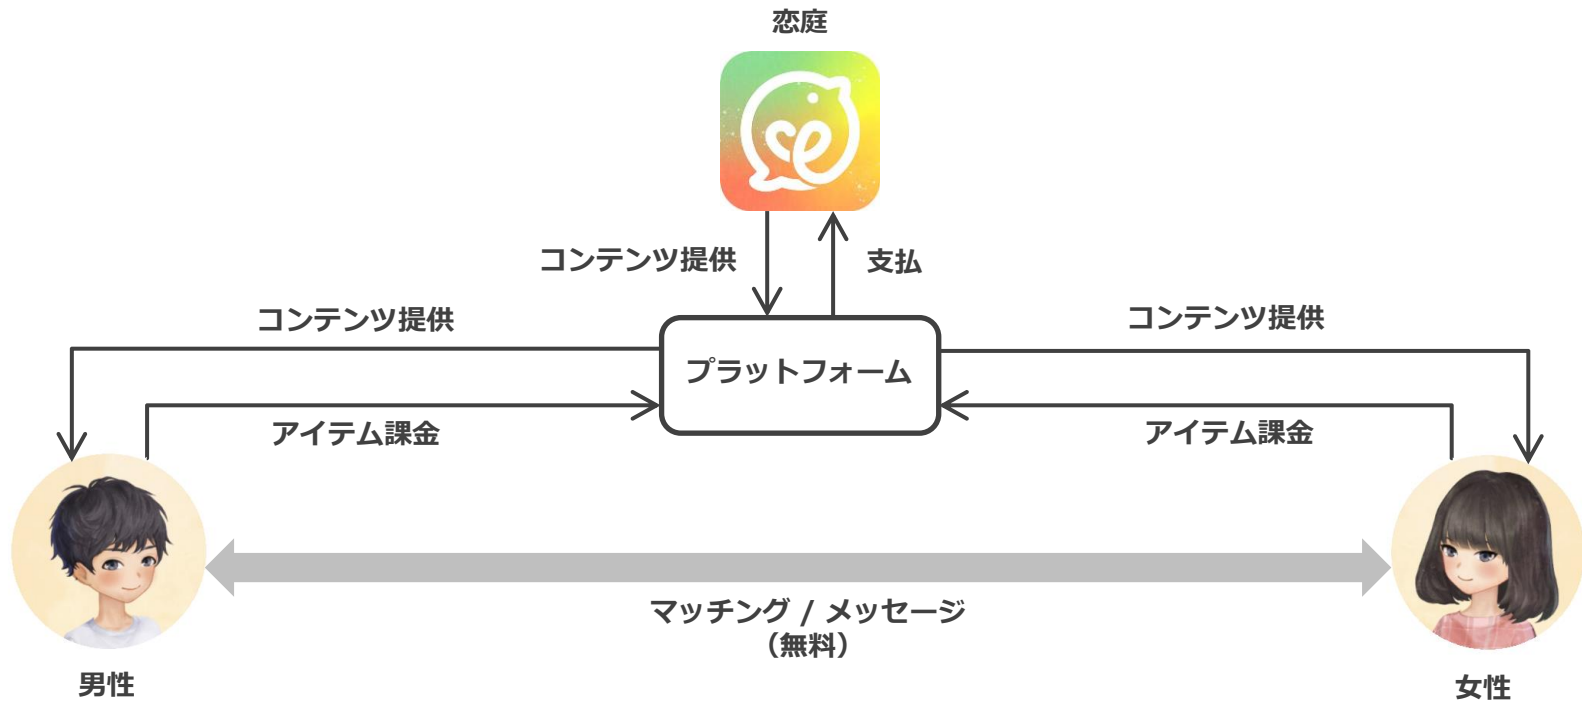 恋庭
コンテンツ提供
支払
コンテンツ提供
コンテンツ提供
プラットフォーム
アイテム課金
アイテム課金
マッチング / メッセージ
（無料）
男性
女性